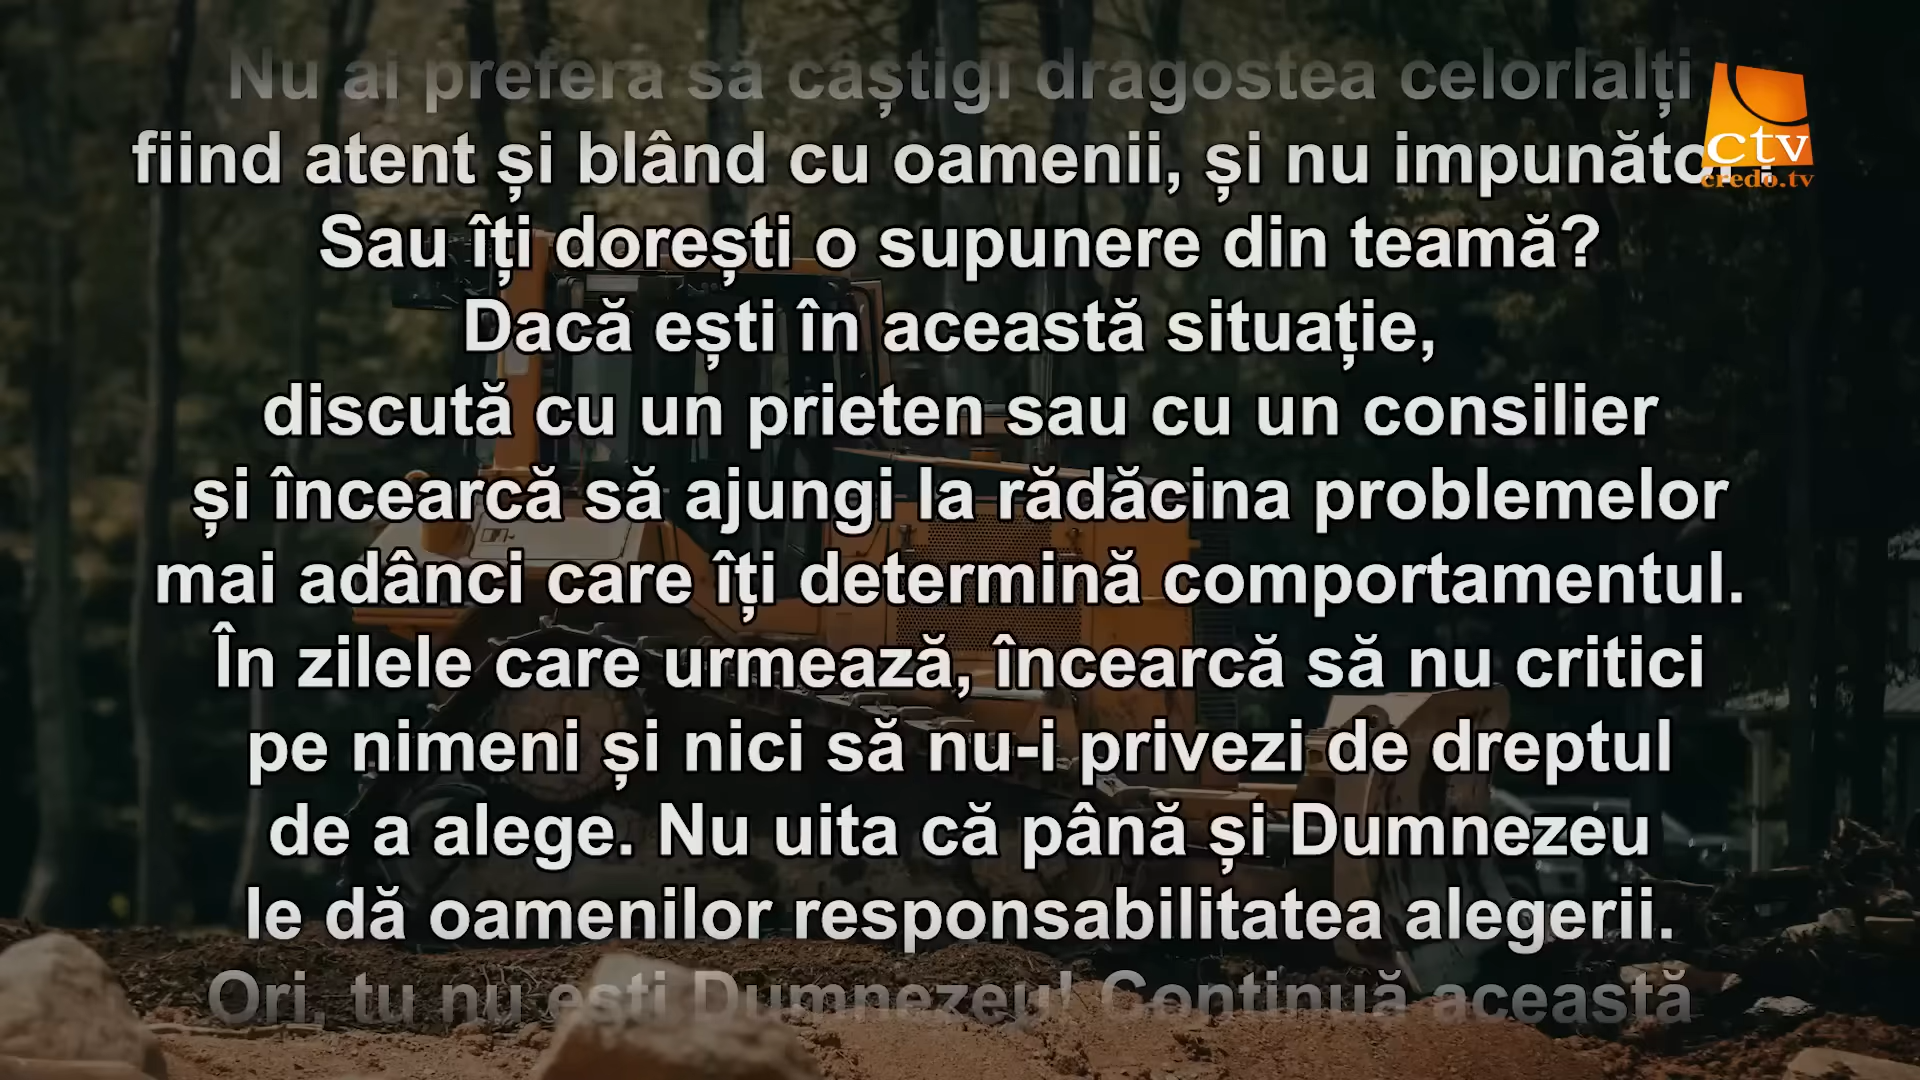 Nu ai prefera să câștigi dragostea celorlalți
fiind atent și blând cu oamenii, și nu
Sau îți dorești o supunere din teamă?
Dacă ești în această situație,
discută cu un prieten sau cu un consilier
și încearcă să ajungi la rădăcina problemelor
mai adânci care îți determină comportamentul.
În zilele care urmează, încearcă să nu critici
pe nimeni și nici să nu-i privezi de dreptul
de a alege. Nu uita că până și Dumnezeu
le dă oamenilor responsabilitatea alegerii.
Ori, tu nu ești Dumnezeu! Continuă această
ctv
credo.tv